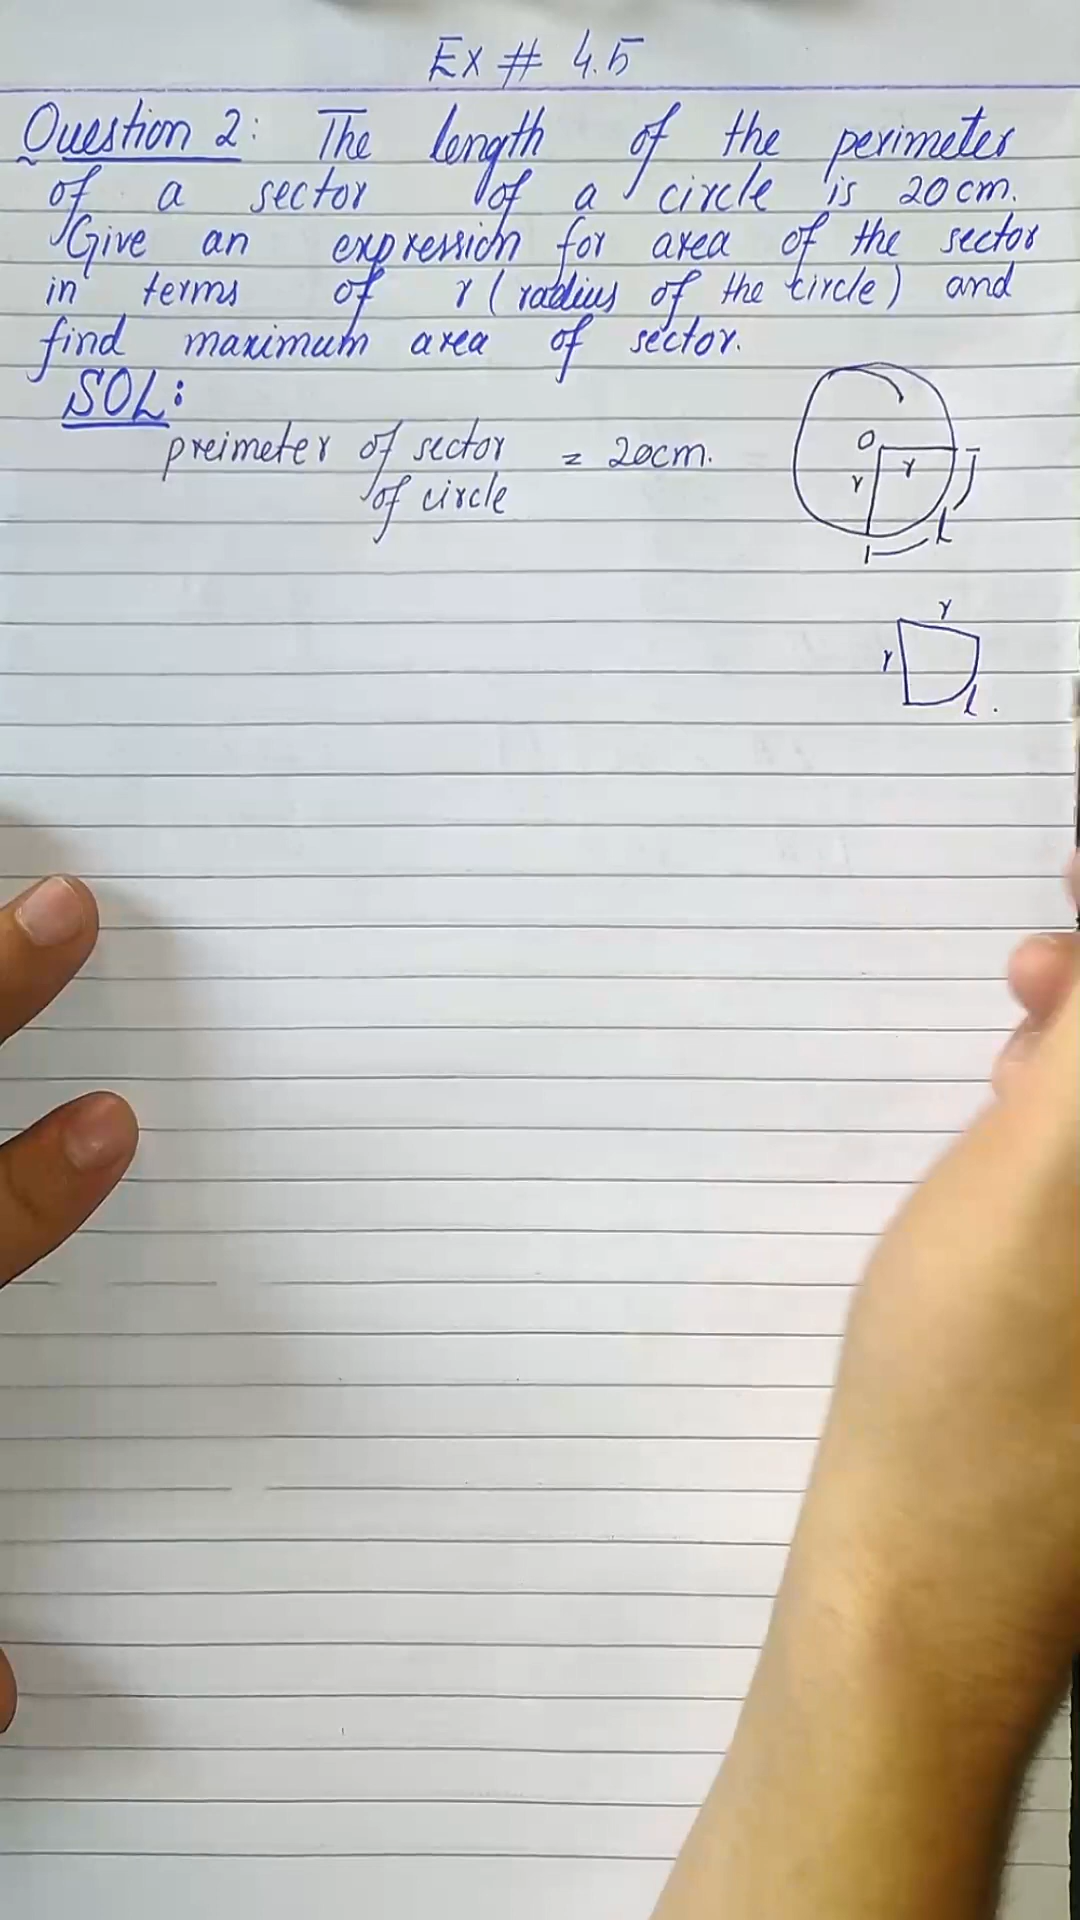 Ex # 4.5
Question 2: The length of the perimeter
of a sector of a circle is 20cm.
Give an expression for area of the sector
in terms of r (radius of the circle) and
find maximum area of sector.
SOL:
preimeter of sector = 20cm.
of circle
O
r
r
l
r
r
l.